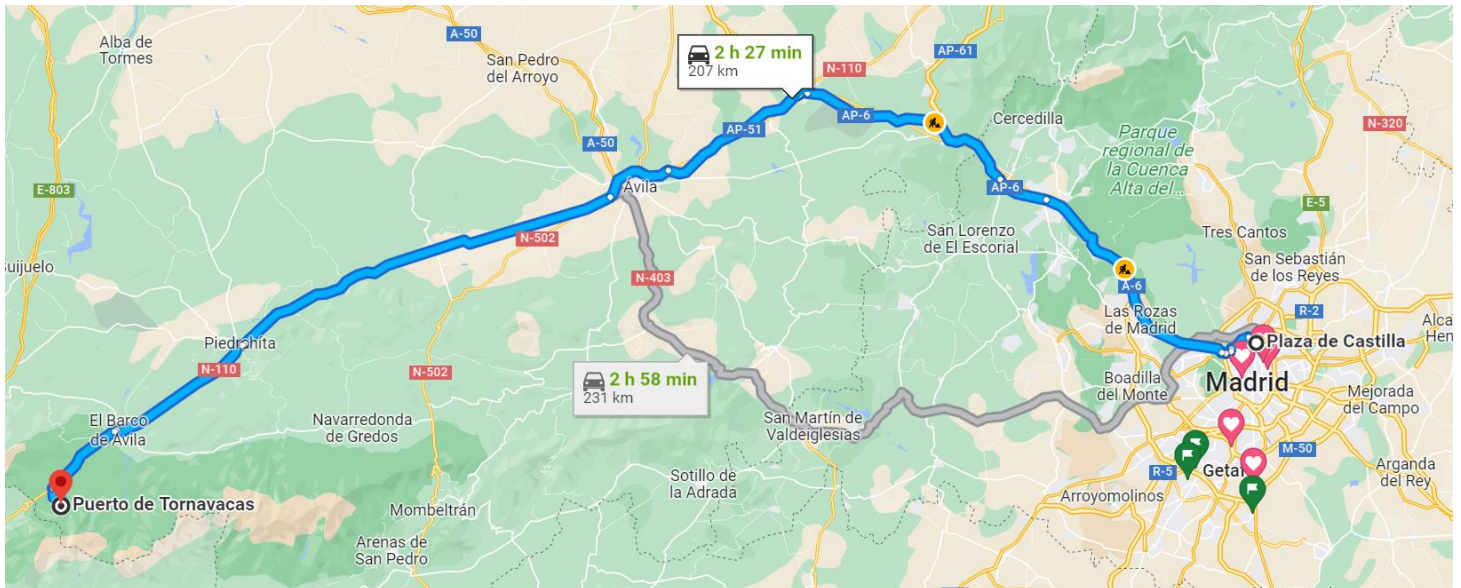 Alba de
Tormes
A-50
San Pedro
del Arroyo
2 h 27 min
207 km
N-110
AP-61
AP-6
Cercedilla
N-320
Parque
regional de
la Cuenca
Alta del...
AP-51
A-50
E-803
Ávila
AP-6
E-5
N-502
San Lorenzo
de El Escorial
Tres Cantos
San Sebastián
de los Reyes
uijuelo
N-403
A-6
R-2
Las Rozas
de Madrid
Alca
Hen
Piedrahíta
Plaza de Castilla
N-110
N-502
2 h 58 min
231 km
Boadilla
del Monte
Madrid
Mejorada
del Campo
El Barco
de Ávila
Navarredonda
de Gredos
San Martín de
Valdeiglesias
M-50
Sotillo de
la Adrada
R-5
Getaf
Arganda
del Rey
Arroyomolinos
Puerto de Tornavacas
Mombeltrán
Arenas de
San Pedro